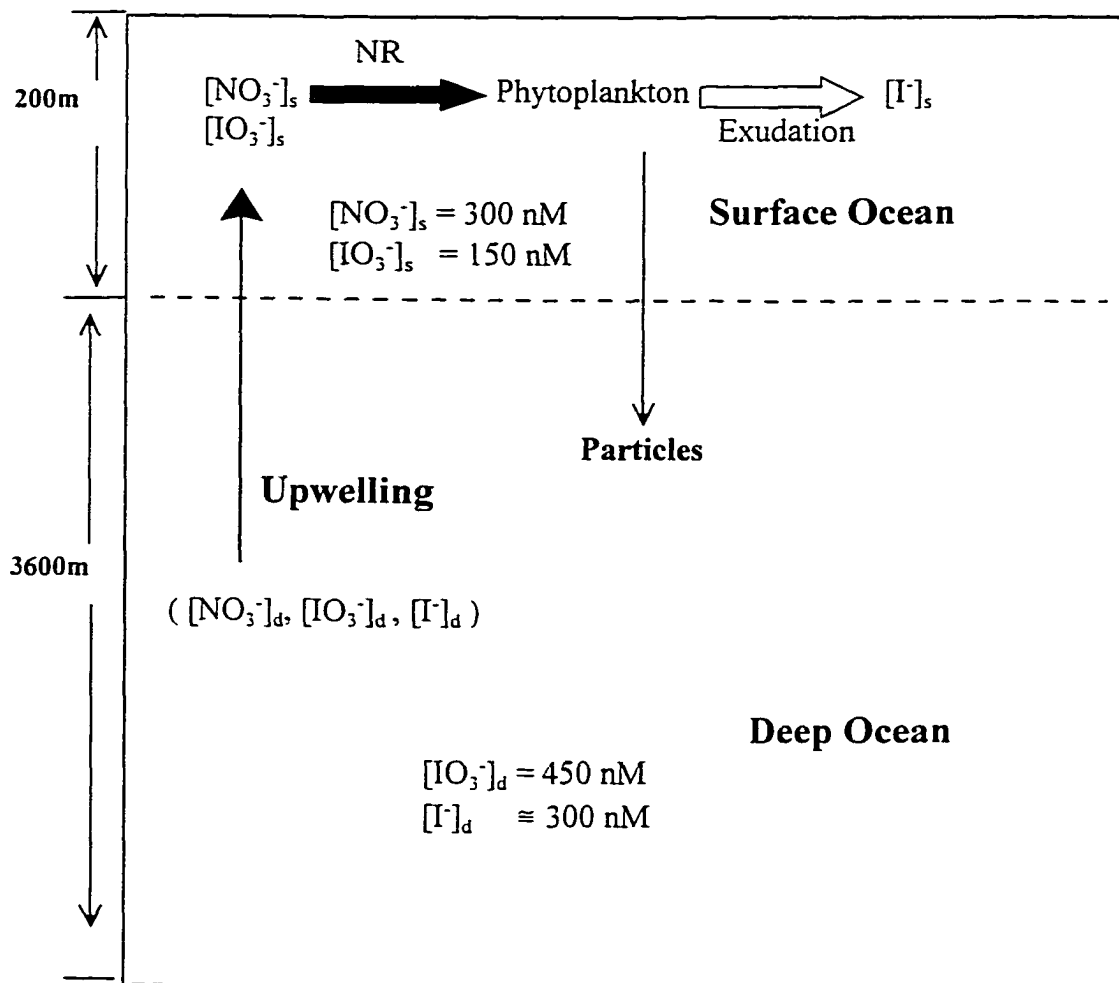 NR
200m
[NO₃⁻]ₛ Phytoplankton [I⁻]ₛ
[IO₃⁻]ₛ Exudation
[NO₃⁻]ₛ = 300 nM
[IO₃⁻]ₛ = 150 nM
Surface Ocean
Particles
Upwelling
3600m
( [NO₃⁻]d, [IO₃⁻]d , [I⁻]d )
Deep Ocean
[IO₃⁻]d = 450 nM
[I⁻]d ≅ 300 nM